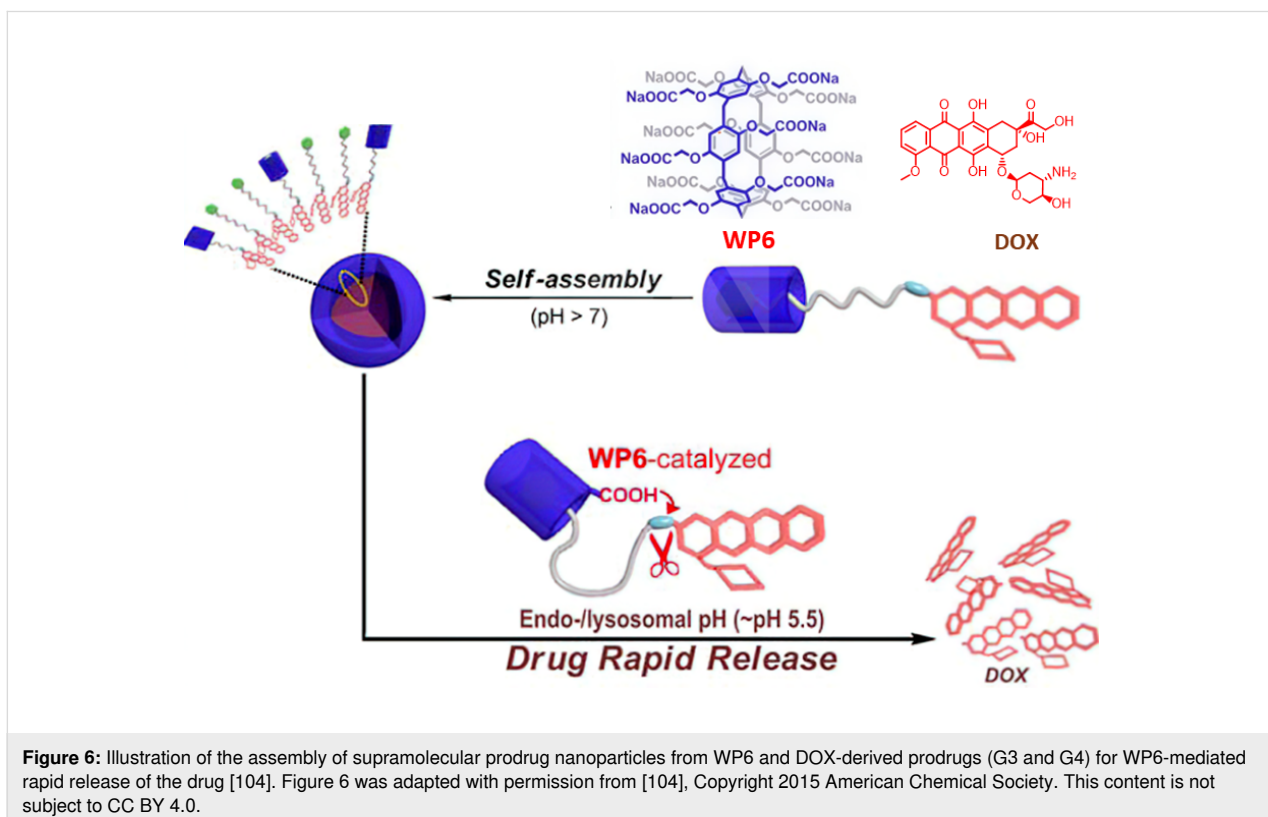 NaOOC O O COONa
NaOOC O O COONa
NaOOC O O COONa
NaOOC O O COONa
NaOOC O O COONa
NaOOC O O COONa
WP6
O OH O OH
OH
O O OH O NH₂
O OH
DOX
Self-assembly
(pH > 7)
WP6-catalyzed
COOH
Endo-/lysosomal pH (~pH 5.5)
Drug Rapid Release
DOX
Figure 6: Illustration of the assembly of supramolecular prodrug nanoparticles from WP6 and DOX-derived prodrugs (G3 and G4) for WP6-mediated
rapid release of the drug [104]. Figure 6 was adapted with permission from [104], Copyright 2015 American Chemical Society. This content is not
subject to CC BY 4.0.